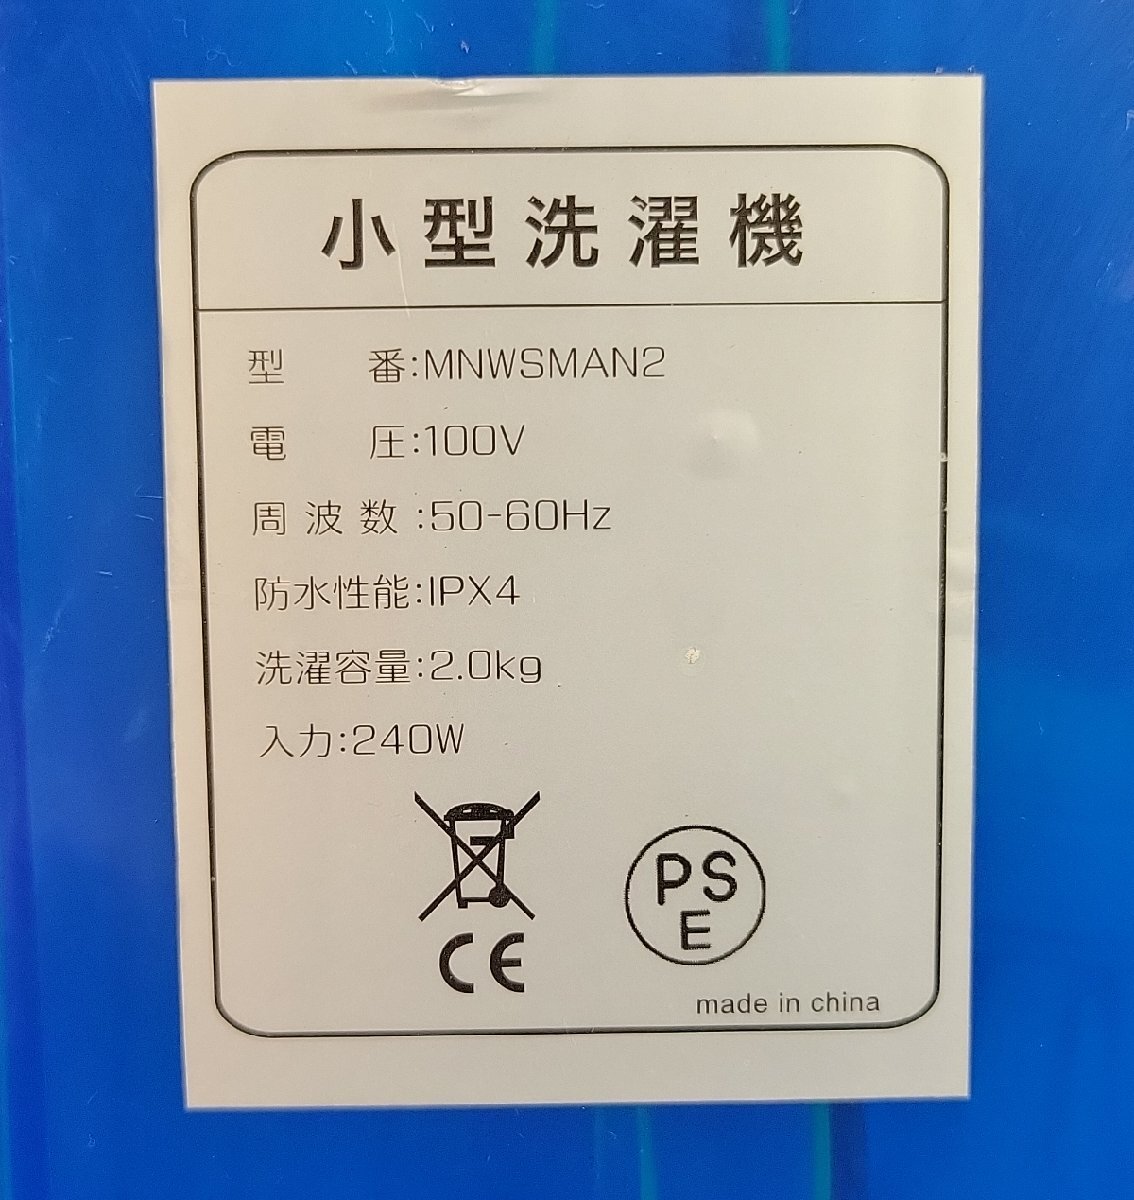 小型洗濯機
型　番:MNWSMAN2
電　圧:100V
周波数:50-60Hz
防水性能:IPX4
洗濯容量:2.0kg
入力:240W
PS
E
CE
made in china